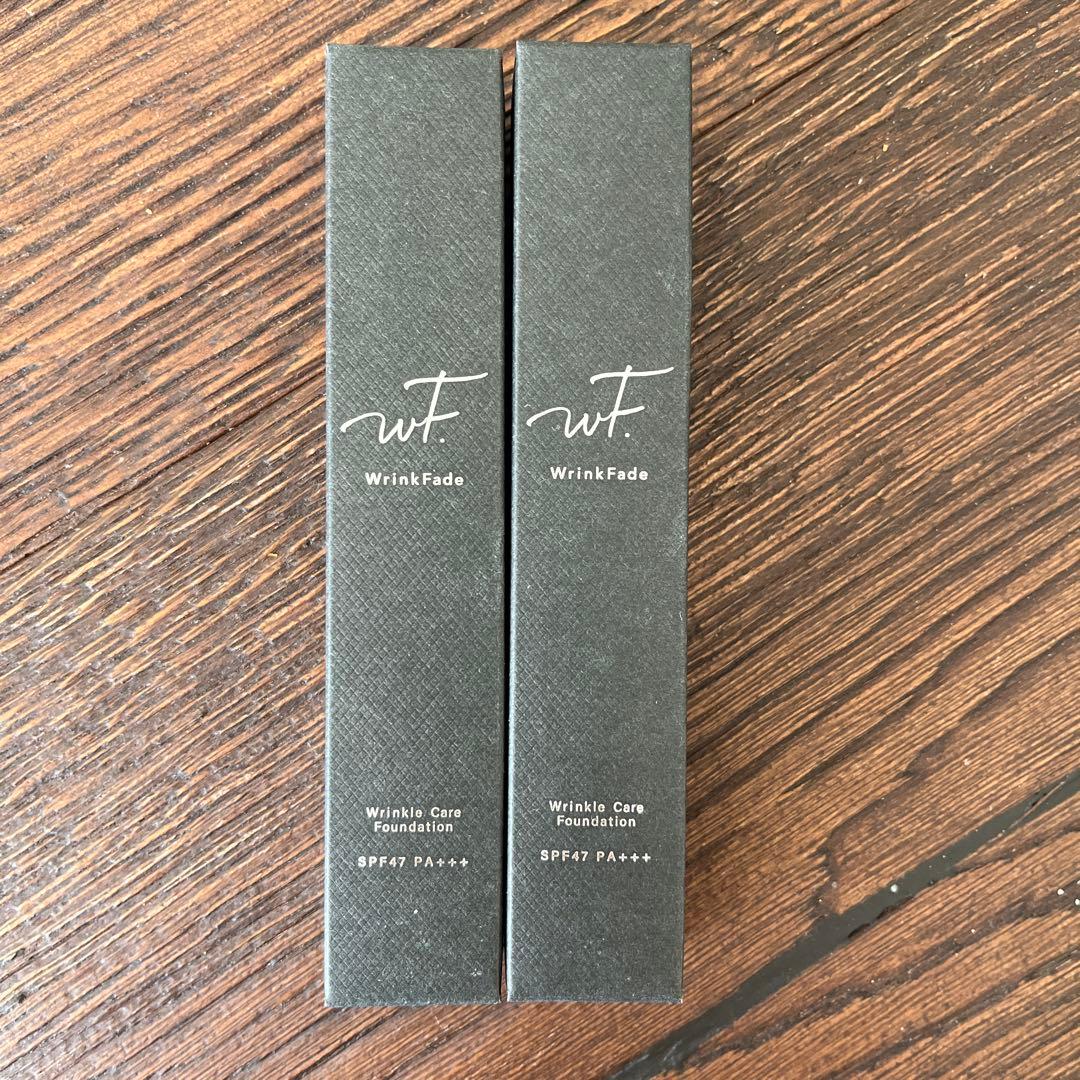 wF.
WrinkFade
Wrinkle Care
Foundation
SPF47 PA+++
wF.
WrinkFade
Wrinkle Care
Foundation
SPF47 PA+++